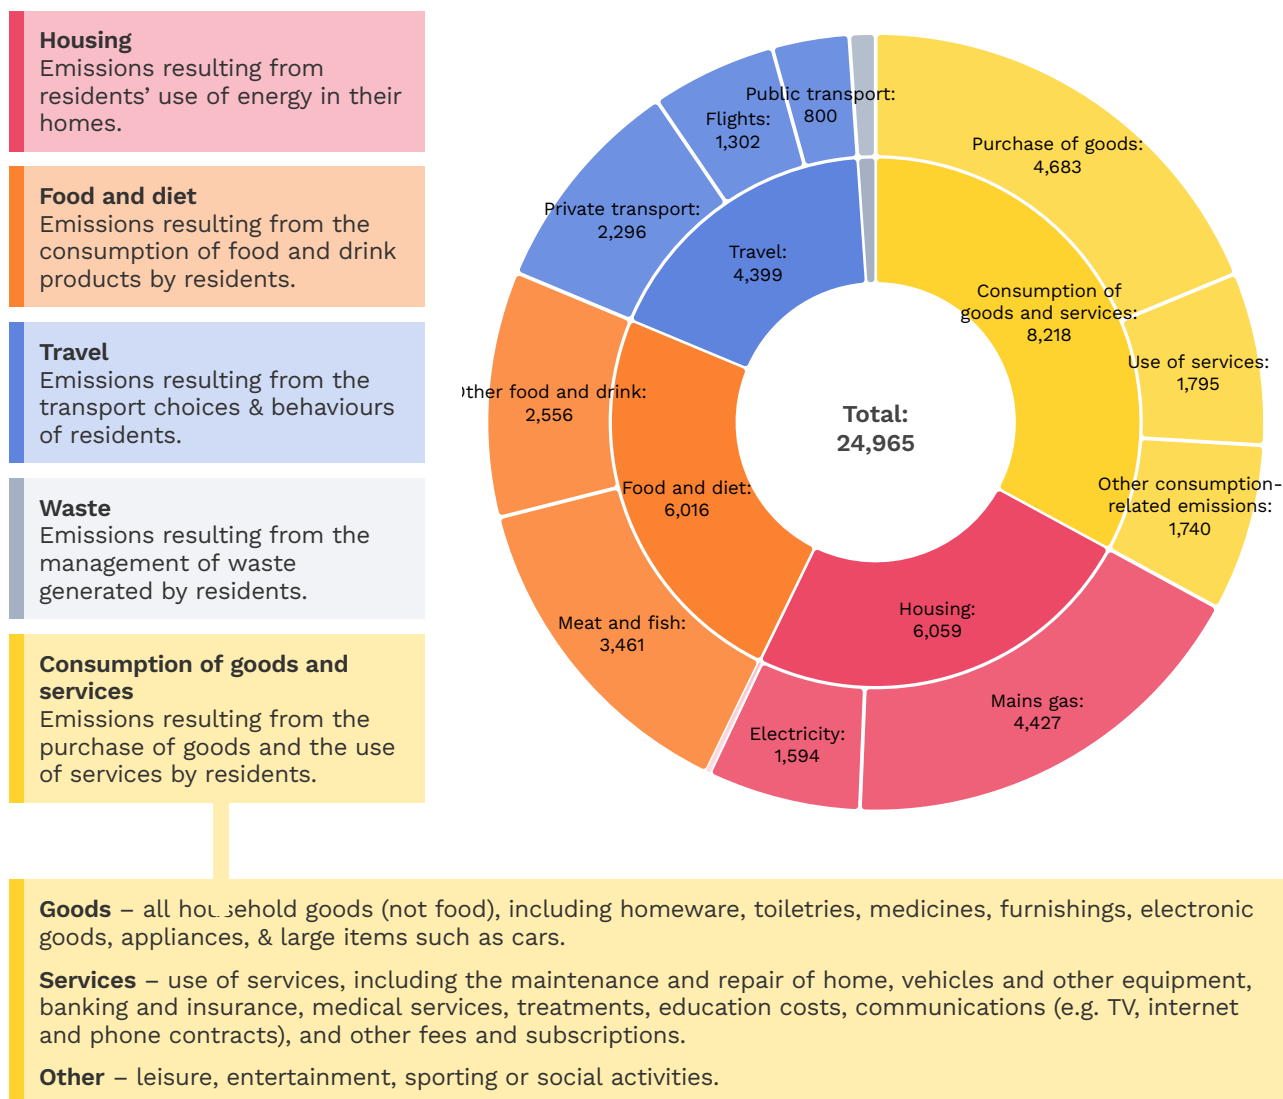 Housing
Emissions resulting from
residents’ use of energy in their
homes.
Food and diet
Emissions resulting from the
consumption of food and drink
products by residents.
Travel
Emissions resulting from the
transport choices & behaviours
of residents.
Waste
Emissions resulting from the
management of waste
generated by residents.
Consumption of goods and
services
Emissions resulting from the
purchase of goods and the use
of services by residents.
Public transport:
800
Flights:
1,302
Private transport:
2,296
Travel:
4,399
Purchase of goods:
4,683
Consumption of
goods and services:
8,218
Use of services:
1,795
Other consumption-
related emissions:
1,740
Other food and drink:
2,556
Total:
24,965
Food and diet:
6,016
Meat and fish:
3,461
Housing:
6,059
Electricity:
1,594
Mains gas:
4,427
Goods – all household goods (not food), including homeware, toiletries, medicines, furnishings, electronic
goods, appliances, & large items such as cars.
Services – use of services, including the maintenance and repair of home, vehicles and other equipment,
banking and insurance, medical services, treatments, education costs, communications (e.g. TV, internet
and phone contracts), and other fees and subscriptions.
Other – leisure, entertainment, sporting or social activities.